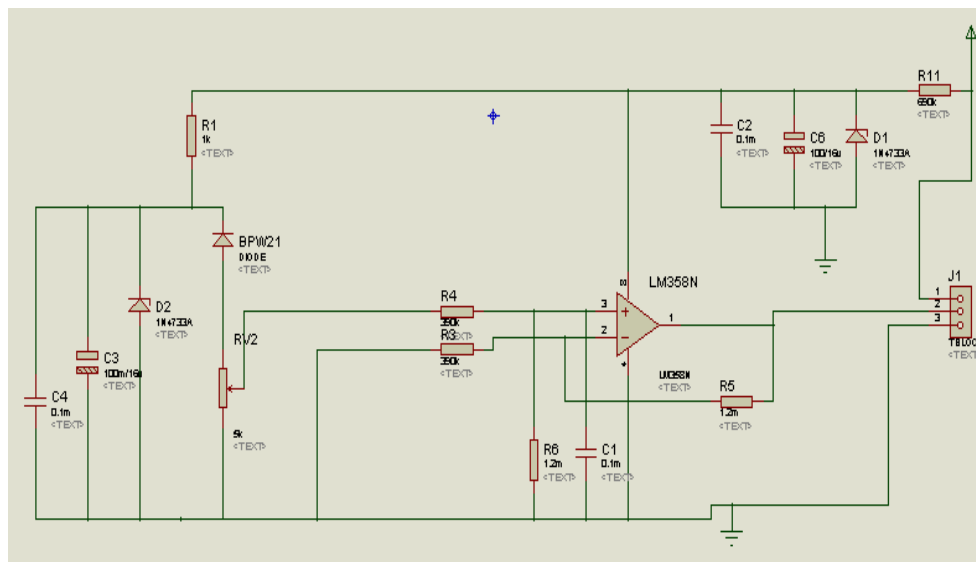 R11
690k
<TEXT>
R1
1k
<TEXT>
C2
0.1m
<TEXT>
C6
100/16u
<TEXT>
D1
1N4733A
<TEXT>
BPW21
DIODE
<TEXT>
D2
1N4733A
<TEXT>
C3
100m/16u
<TEXT>
C4
0.1m
<TEXT>
RV2
5k
<TEXT>
R4
390k
<TEXT>
R3
390k
<TEXT>
LM358N
8
3
2
1
4
LM358N
<TEXT>
R5
1.2m
<TEXT>
R6
1.2m
<TEXT>
C1
0.1m
<TEXT>
J1
1
2
3
<TEXT